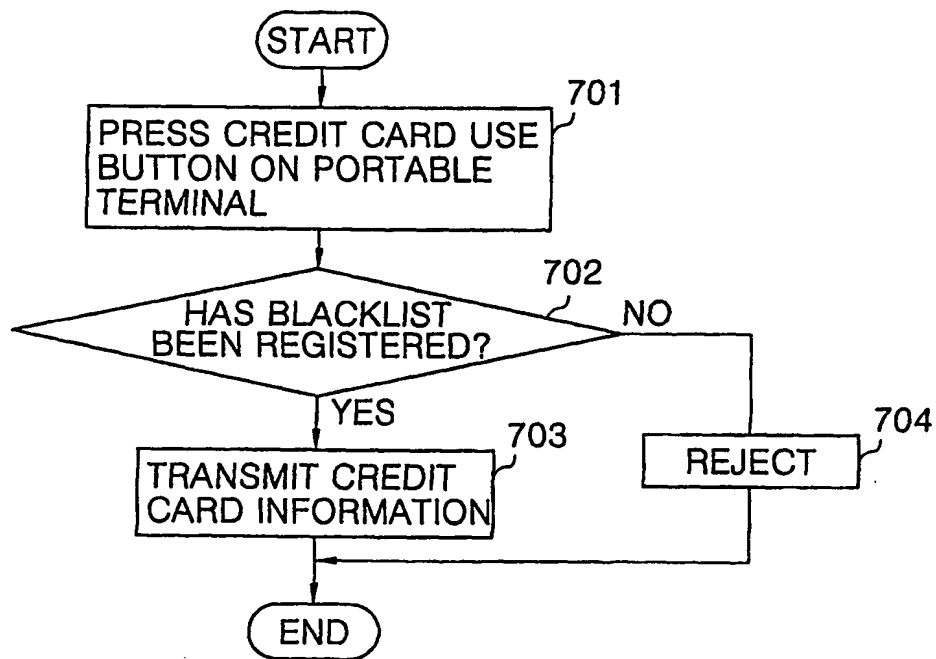 START
701
PRESS CREDIT CARD USE
BUTTON ON PORTABLE
TERMINAL
702
HAS BLACKLIST
BEEN REGISTERED?
NO
YES
703
TRANSMIT CREDIT
CARD INFORMATION
704
REJECT
END